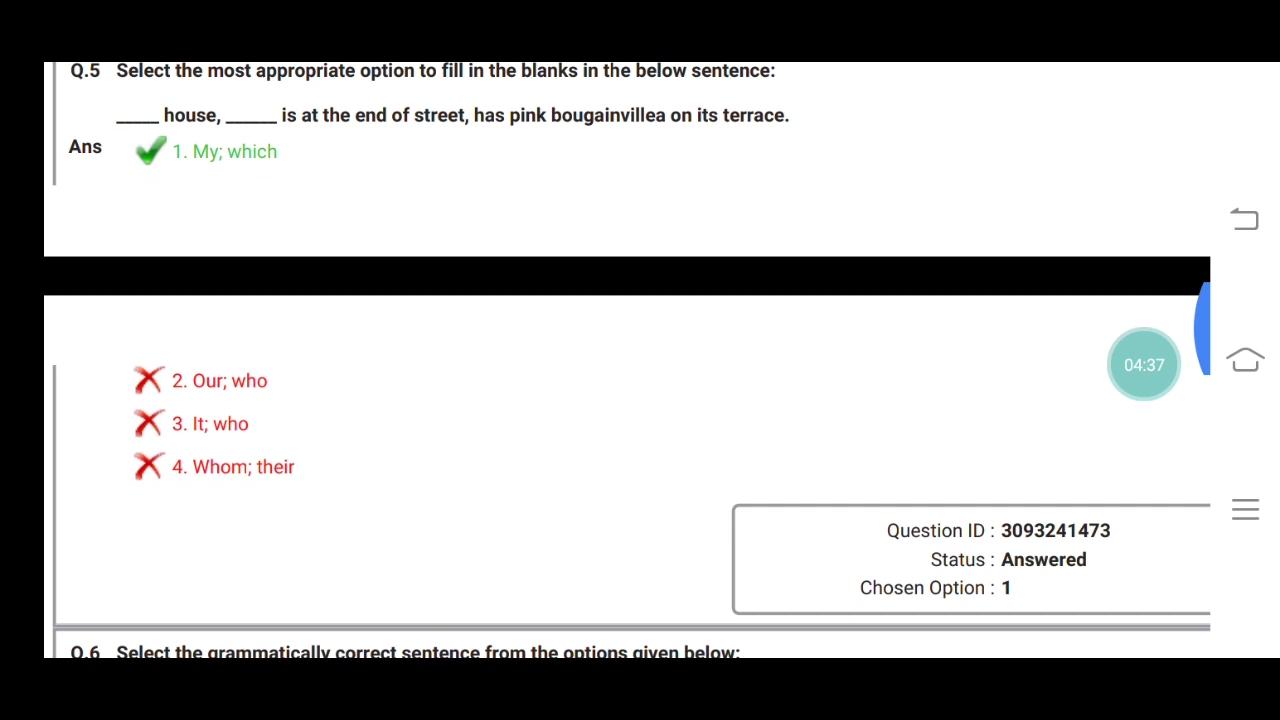 Q.5 Select the most appropriate option to fill in the blanks in the below sentence:
_____ house, ______ is at the end of street, has pink bougainvillea on its terrace.
Ans 1. My; which
2. Our; who
04:37
3. It; who
4. Whom; their
Question ID : 3093241473
Status : Answered
Chosen Option : 1
Q.6 Select the grammatically correct sentence from the options given below: